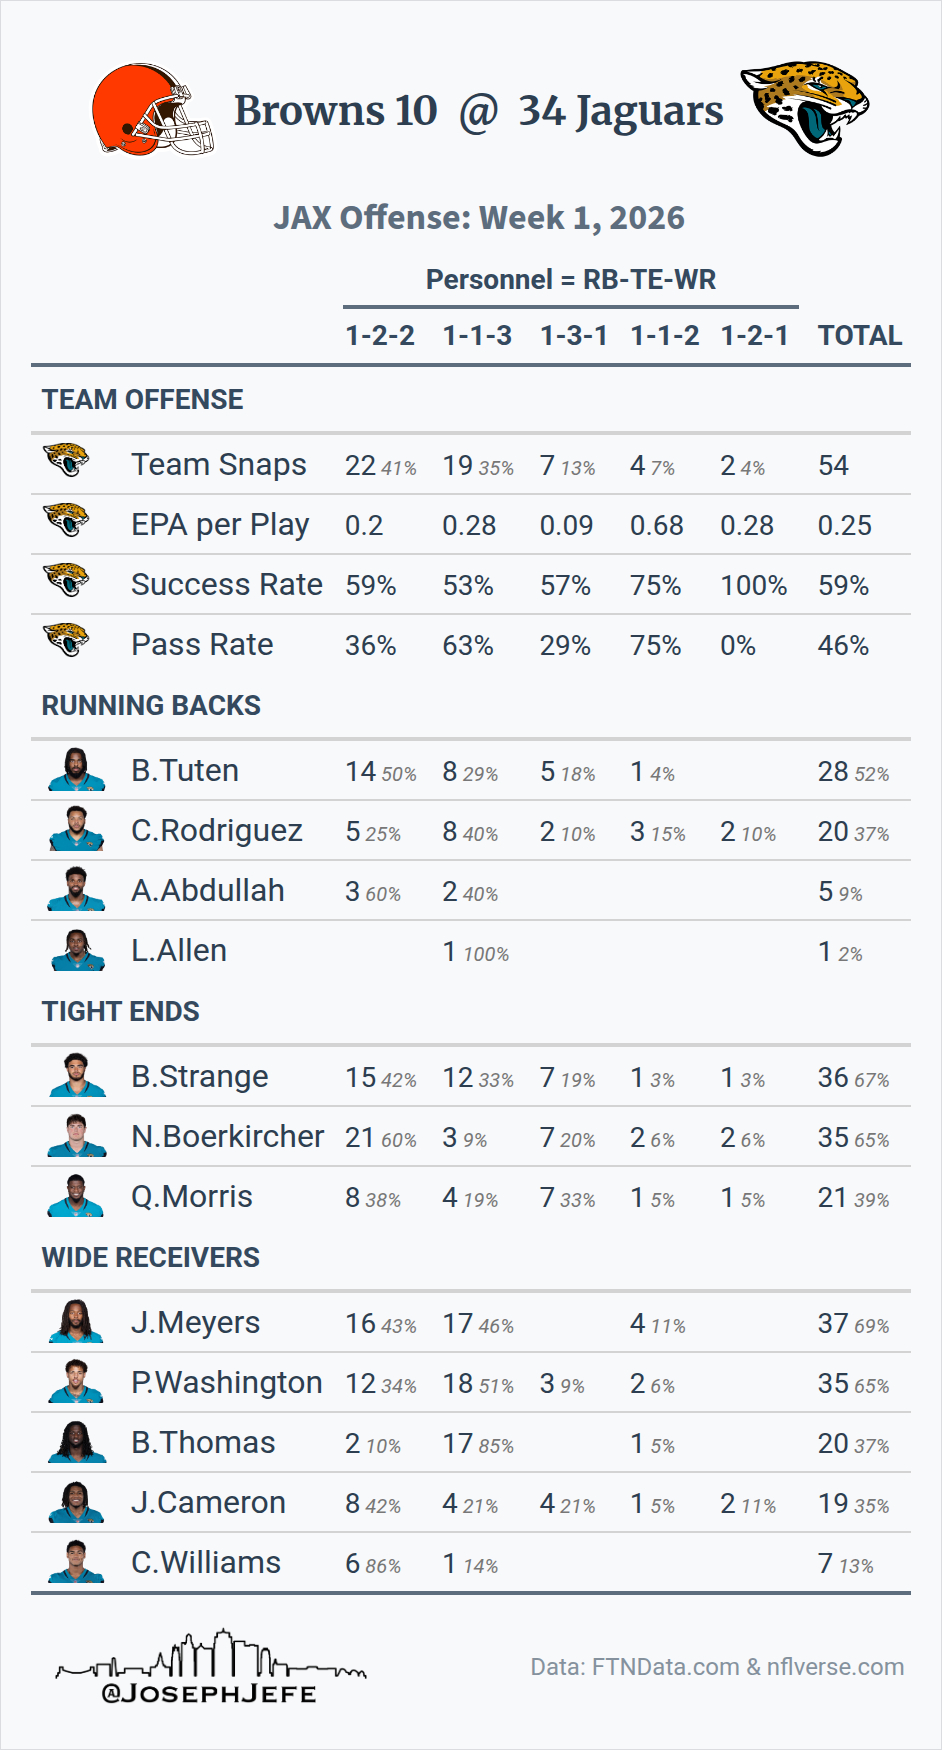 Browns 10 @ 34 Jaguars
JAX Offense: Week 1, 2026
Personnel = RB-TE-WR
1-2-2 1-1-3 1-3-1 1-1-2 1-2-1 TOTAL
TEAM OFFENSE
Team Snaps 22 41% 19 35% 7 13% 4 7% 2 4% 54
EPA per Play 0.2 0.28 0.09 0.68 0.28 0.25
Success Rate 59% 53% 57% 75% 100% 59%
Pass Rate 36% 63% 29% 75% 0% 46%
RUNNING BACKS
B.Tuten 14 50% 8 29% 5 18% 1 4% 28 52%
C.Rodriguez 5 25% 8 40% 2 10% 3 15% 2 10% 20 37%
A.Abdullah 3 60% 2 40% 5 9%
L.Allen 1 100% 1 2%
TIGHT ENDS
B.Strange 15 42% 12 33% 7 19% 1 3% 1 3% 36 67%
N.Boerkircher 21 60% 3 9% 7 20% 2 6% 2 6% 35 65%
Q.Morris 8 38% 4 19% 7 33% 1 5% 1 5% 21 39%
WIDE RECEIVERS
J.Meyers 16 43% 17 46% 4 11% 37 69%
P.Washington 12 34% 18 51% 3 9% 2 6% 35 65%
B.Thomas 2 10% 17 85% 1 5% 20 37%
J.Cameron 8 42% 4 21% 4 21% 1 5% 2 11% 19 35%
C.Williams 6 86% 1 14% 7 13%
@JOSEPHJEFE
Data: FTNData.com & nflverse.com